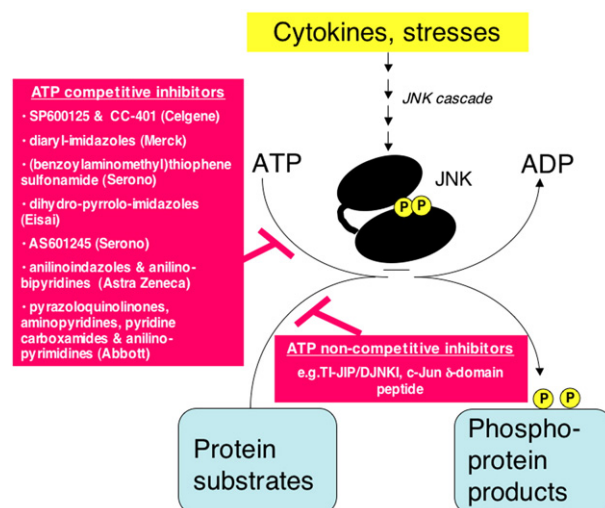 Cytokines, stresses
JNK cascade
ATP competitive inhibitors
· SP600125 & CC-401 (Celgene)
· diaryl-imidazoles (Merck)
· (benzoylaminomethyl)thiophene
sulfonamide (Serono)
· dihydro-pyrrolo-imidazoles
(Eisai)
· AS601245 (Serono)
· anilinoindazoles & anilino-
bipyridines (Astra Zeneca)
· pyrazoloquinolinones,
aminopyridines, pyridine
carboxamides & anilino-
pyrimidines (Abbott)
ATP
JNK
ADP
P P
ATP non-competitive inhibitors
e.g.TI-JIP/DJNKI, c-Jun δ-domain
peptide
P P
Protein
substrates
Phospho-
protein
products